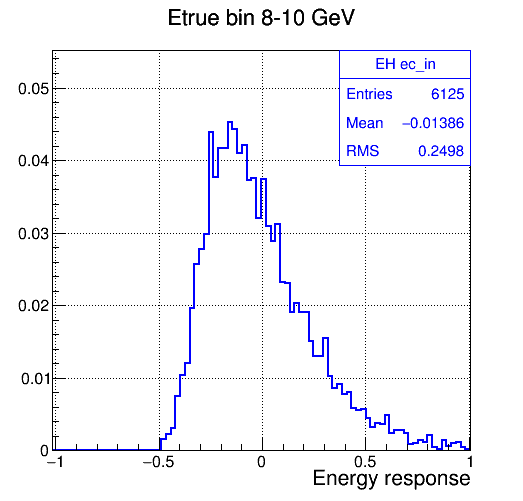 Etrue bin 8-10 GeV
EH ec_in
Entries 6125
Mean −0.01386
RMS 0.2498
0.05
0.04
0.03
0.02
0.01
0
−1 −0.5 0 0.5 1
Energy response